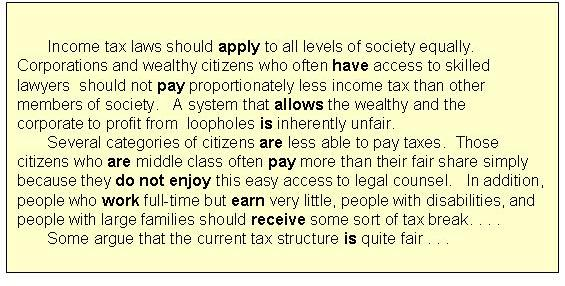 Income tax laws should apply to all levels of society equally.
Corporations and wealthy citizens who often have access to skilled
lawyers should not pay proportionately less income tax than other
members of society. A system that allows the wealthy and the
corporate to profit from loopholes is inherently unfair.
Several categories of citizens are less able to pay taxes. Those
citizens who are middle class often pay more than their fair share simply
because they do not enjoy this easy access to legal counsel. In addition,
people who work full-time but earn very little, people with disabilities, and
people with large families should receive some sort of tax break. . . .
Some argue that the current tax structure is quite fair . . .